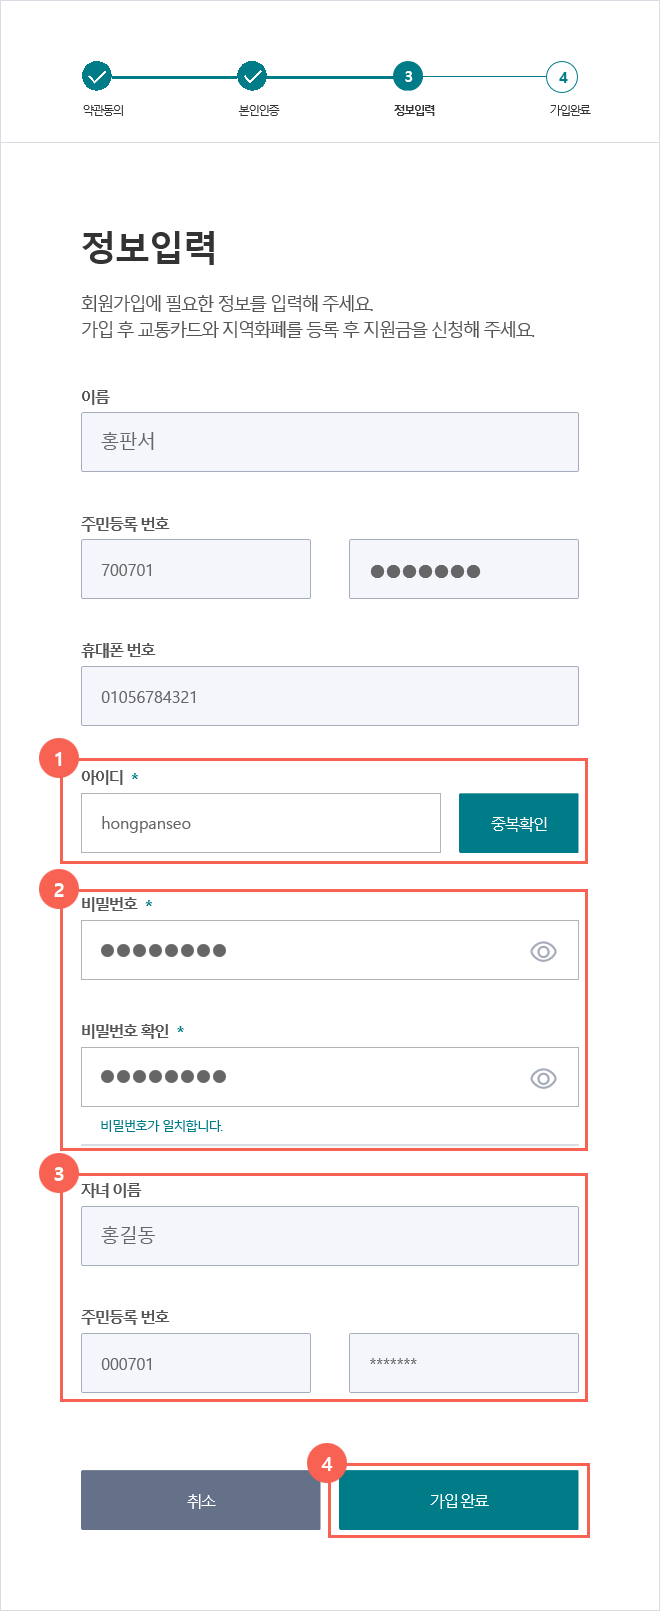 3
4
약관동의
본인인증
정보입력
가입완료
정보입력
회원가입에 필요한 정보를 입력해 주세요.
가입 후 교통카드와 지역화폐를 등록 후 지원금을 신청해 주세요.
이름
홍판서
주민등록 번호
700701
●●●●●●●
휴대폰 번호
01056784321
1
아이디 *
hongpanseo
중복확인
2
비밀번호 *
●●●●●●●●
비밀번호 확인 *
●●●●●●●●
비밀번호가 일치합니다.
3
자녀 이름
홍길동
주민등록 번호
000701
*******
4
취소
가입 완료